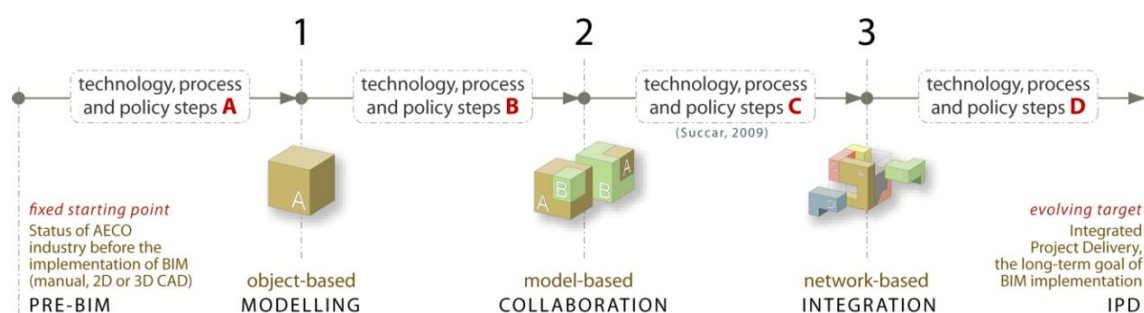 1
2
3
technology, process
and policy steps A
technology, process
and policy steps B
technology, process
and policy steps C
(Succar, 2009)
technology, process
and policy steps D
A
A
B
B
A
A
E
D
fixed starting point
Status of AECO
industry before the
implementation of BIM
(manual, 2D or 3D CAD)
PRE-BIM
object-based
MODELLING
model-based
COLLABORATION
network-based
INTEGRATION
evolving target
Integrated
Project Delivery,
the long-term goal of
BIM implementation
IPD